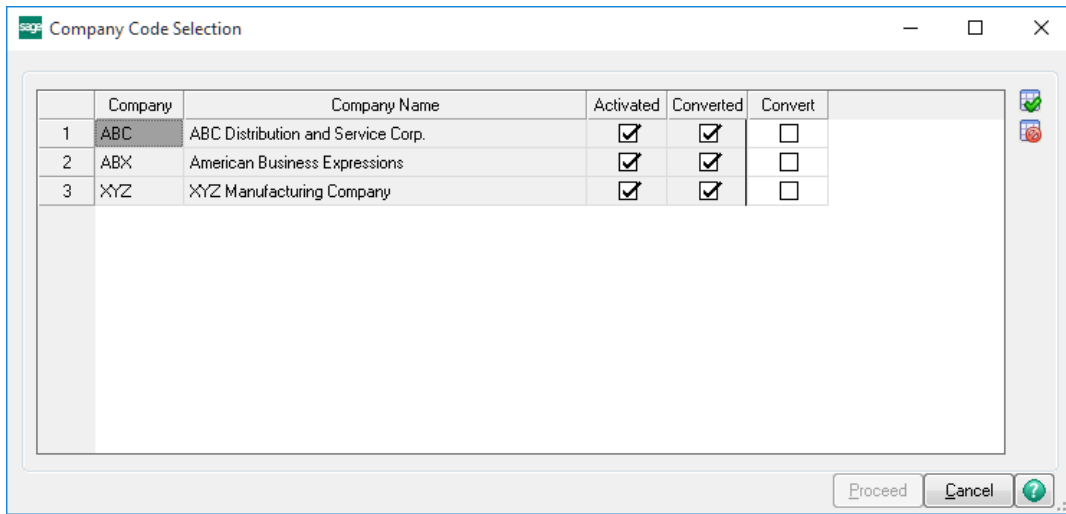 sage Company Code Selection
Company Company Name Activated Converted Convert
1 ABC ABC Distribution and Service Corp.
2 ABX American Business Expressions
3 XYZ XYZ Manufacturing Company
Proceed Cancel ?